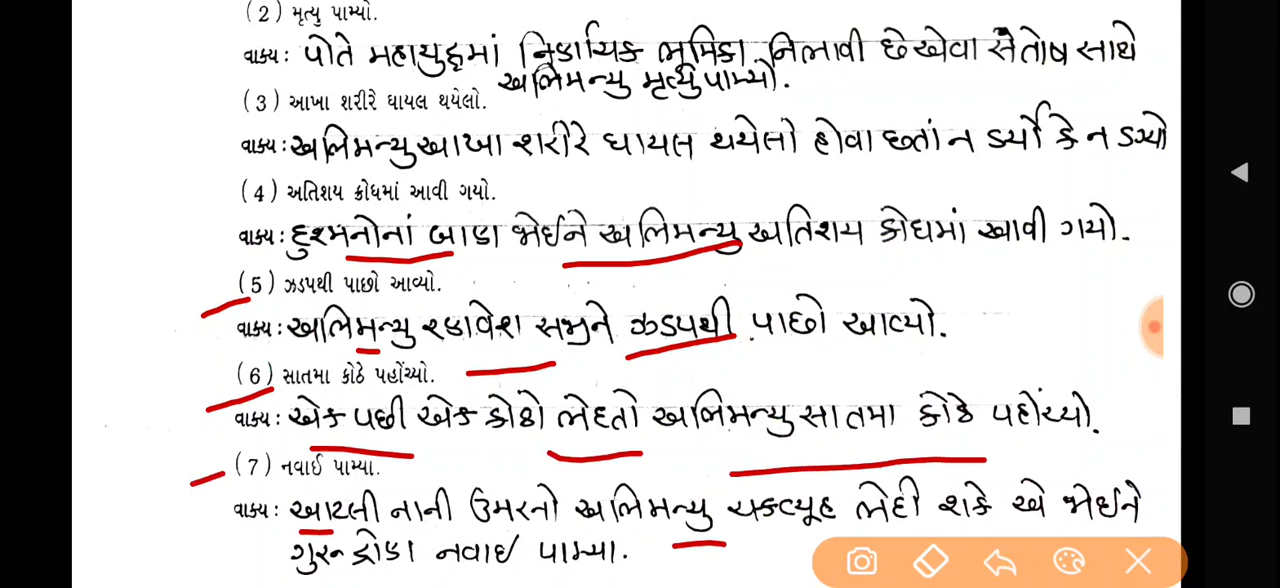 (2) મૃત્યુ પામ્યો.
વાક્ય: પોતે મહાયુદ્ધમાં નિર્ણાયક ભૂમિકા નિભાવી છે એવા સંતોષ સાથે
અભિમન્યુ મૃત્યુ પામ્યો.
(3) આખા શરીરે ઘાયલ થયેલો.
વાક્ય: અભિમન્યુ આખા શરીરે ઘાયલ થયેલો હોવા છતાં ન ડર્યો કે ન ડગ્યો
(4) અતિશય ક્રોધમાં આવી ગયો.
વાક્ય: દુશ્મનોનાં બાણ જોઈને અભિમન્યુ અતિશય ક્રોધમાં આવી ગયો.
(5) ઝડપથી પાછો આવ્યો.
વાક્ય: અભિમન્યુ રણવેશ સજીને ઝડપથી પાછો આવ્યો.
(6) સાતમા કોઠે પહોંચ્યો.
વાક્ય: એક પછી એક કોઠો ભેદતો અભિમન્યુ સાતમા કોઠે પહોંચ્યો.
(7) નવાઈ પામ્યા.
વાક્ય: આટલી નાની ઉંમરનો અભિમન્યુ ચક્રવ્યૂહ ભેદી શકે એ જોઈને
ગુરુ દ્રોણ નવાઈ પામ્યા.